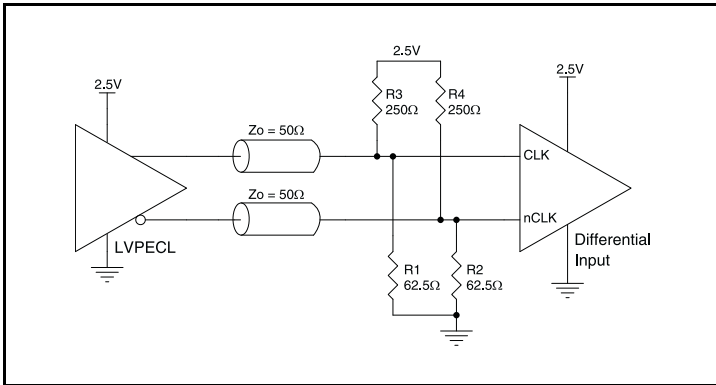 2.5V
2.5V
2.5V
R3
250Ω
R4
250Ω
Zo = 50Ω
CLK
Zo = 50Ω
nCLK
LVPECL
Differential
Input
R1
62.5Ω
R2
62.5Ω